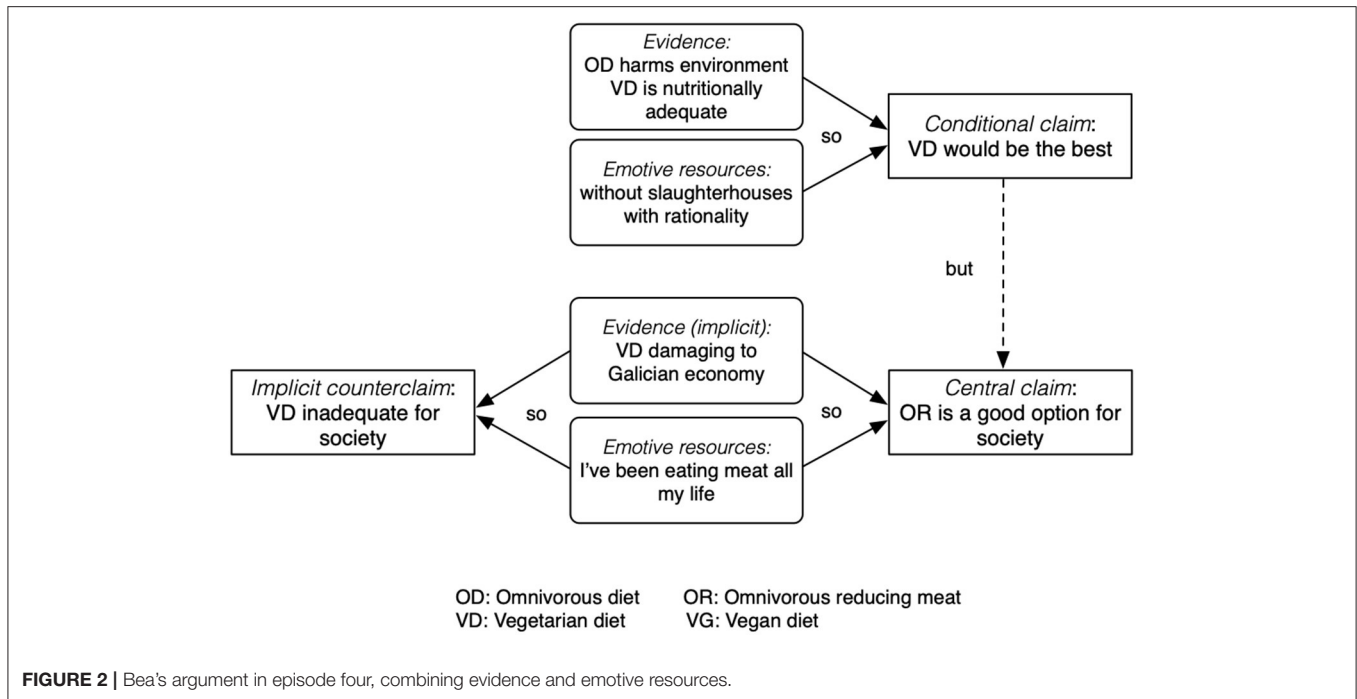 Evidence:
OD harms environment
VD is nutritionally
adequate
so
Emotive resources:
without slaughterhouses
with rationality
Conditional claim:
VD would be the best
but
Evidence (implicit):
VD damaging to
Galician economy
Implicit counterclaim:
VD inadequate for
society
so
so
Central claim:
OR is a good option for
society
Emotive resources:
I've been eating meat all
my life
OD: Omnivorous diet OR: Omnivorous reducing meat
VD: Vegetarian diet VG: Vegan diet
FIGURE 2 | Bea's argument in episode four, combining evidence and emotive resources.